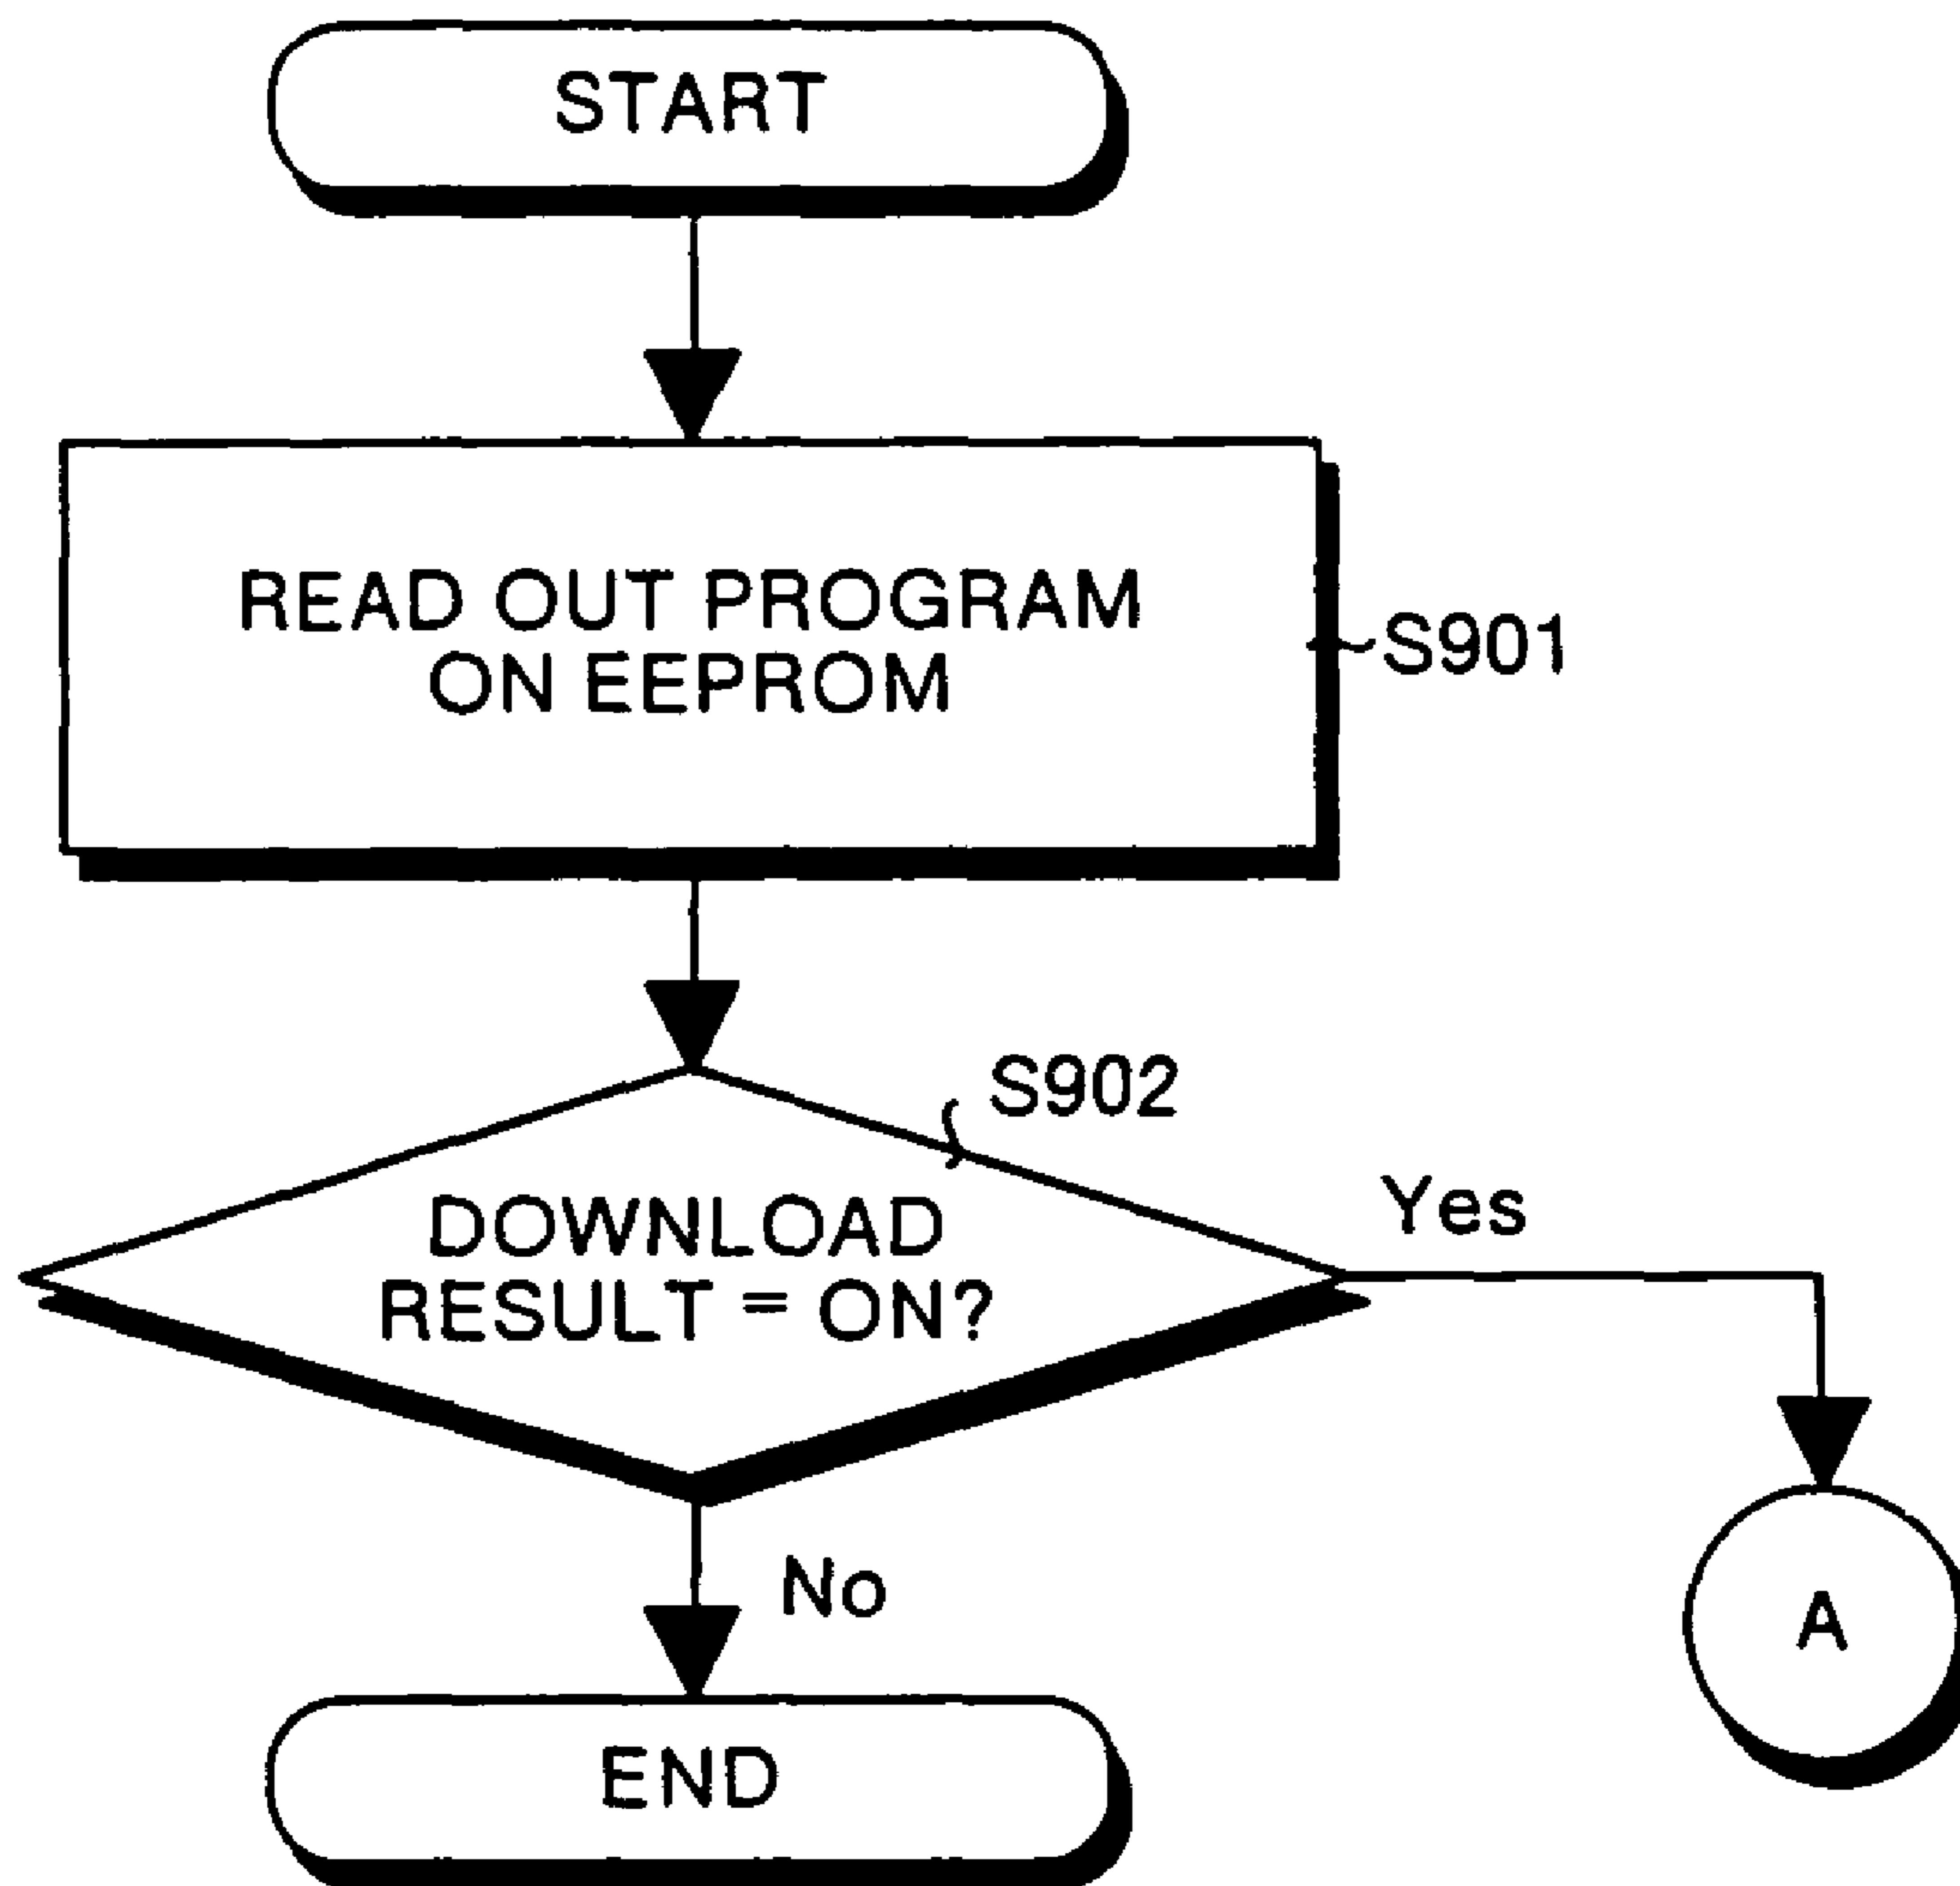 START
READ OUT PROGRAM
ON EEPROM
S901
S902
DOWNLOAD
RESULT = ON?
Yes
No
A
END